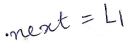 .next = L1